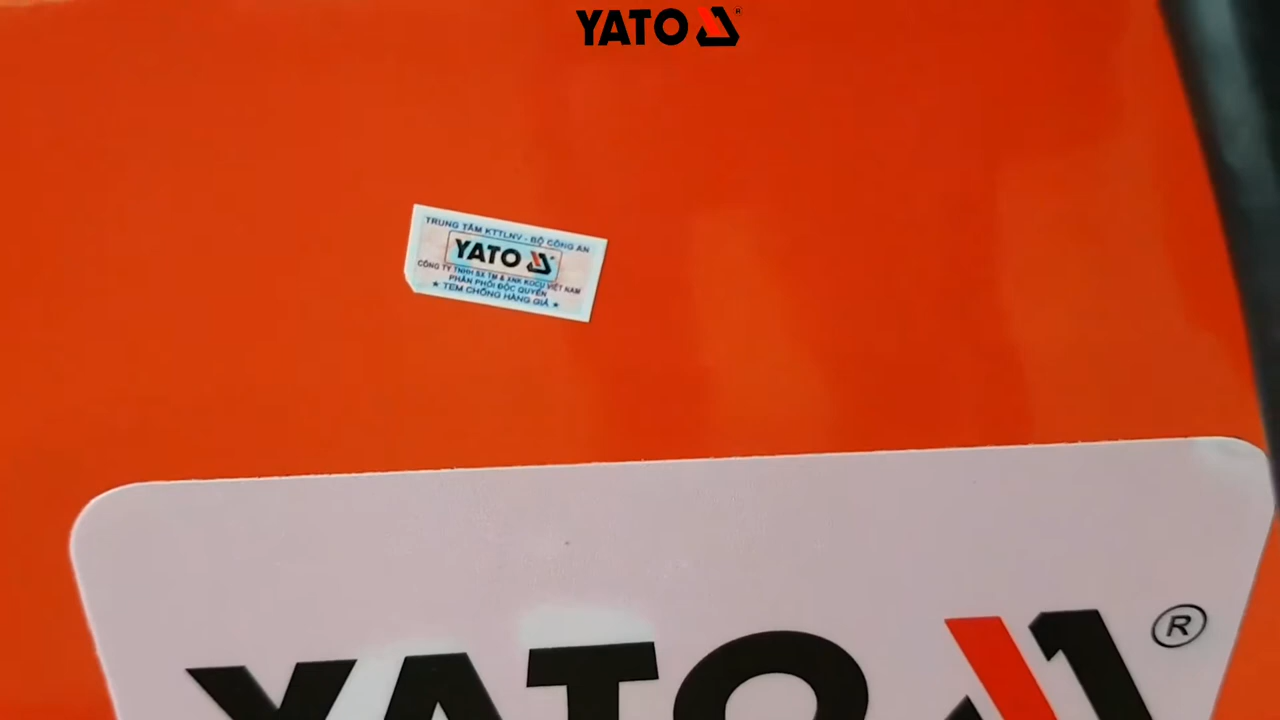 YATO ®
TRUNG TÂM KTTLNV - BỘ CÔNG AN
YATO
CÔNG TY TNHH SX TM & XNK KOCU VIỆT NAM
PHÂN PHỐI ĐỘC QUYỀN
★ TEM CHỐNG HÀNG GIẢ ★
YATO ®